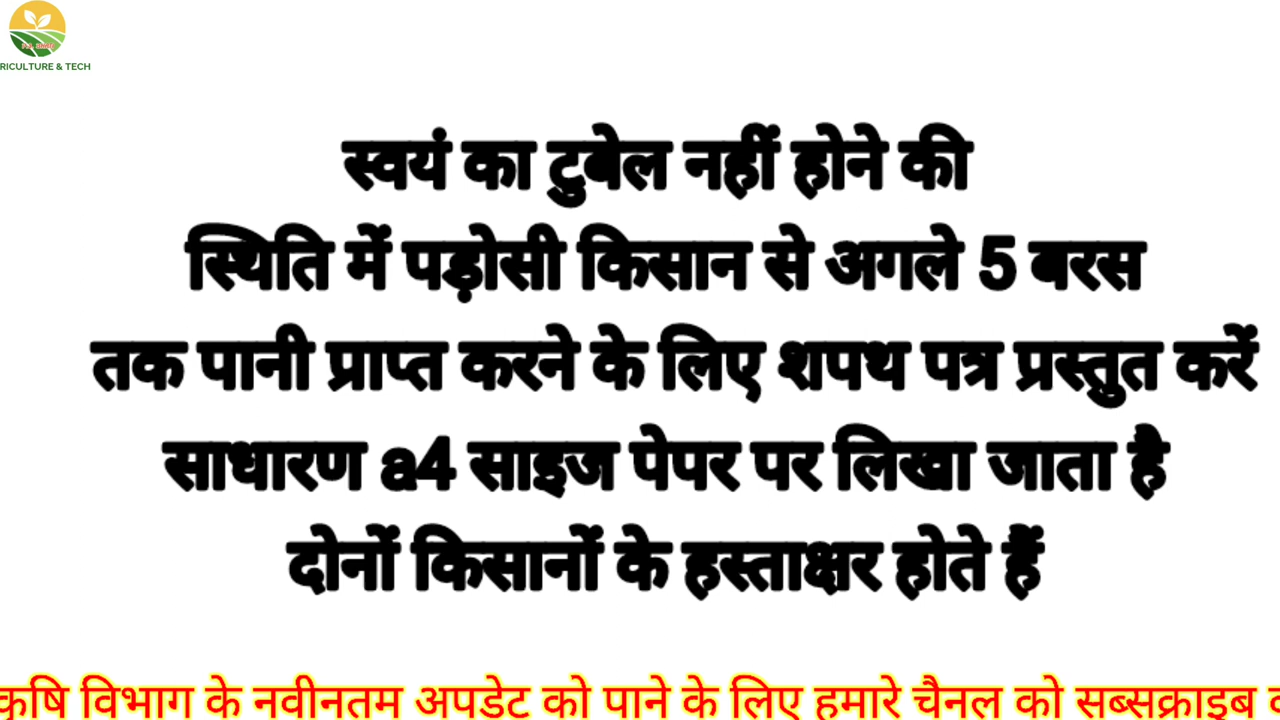 RICULTURE & TECH
स्वयं का टुबेल नहीं होने की
स्थिति में पड़ोसी किसान से अगले 5 बरस
तक पानी प्राप्त करने के लिए शपथ पत्र प्रस्तुत करें
साधारण a4 साइज पेपर पर लिखा जाता है
दोनों किसानों के हस्ताक्षर होते हैं
कृषि विभाग के नवीनतम अपडेट को पाने के लिए हमारे चैनल को सब्सक्राइब